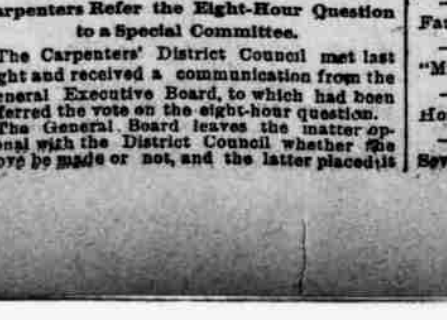 arpenters Refer the Eight-Hour Question
to a Special Committee.
The Carpenters' District Council met last
ght and received a communication from the
eneral Executive Board, to which had been
ferred the vote on the eight-hour question.
The General Board leaves the matter op-
onal with the District Council whether the
ove be made or not, and the latter placed it
Fa
"M
Ho
Sev